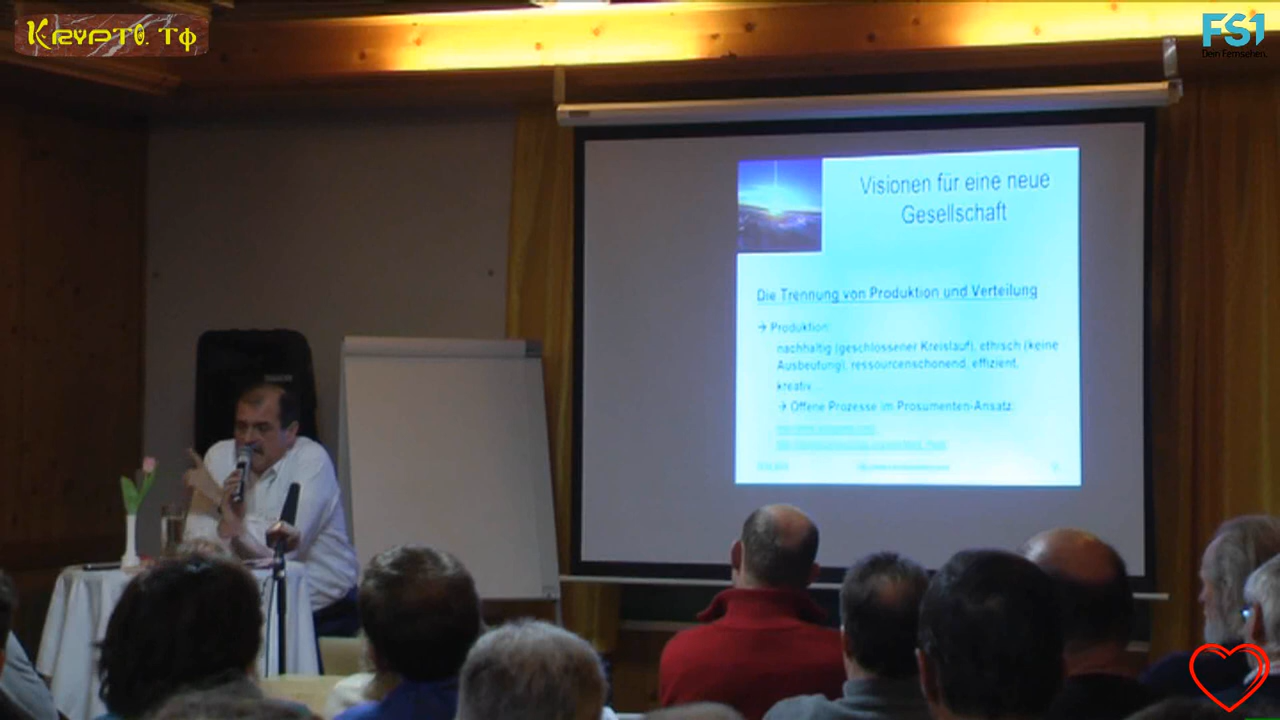 KRYPTO.TV
FS1
Dein Fernsehen.
Visionen für eine neue
Gesellschaft
Die Trennung von Produktion und Verteilung
→ Produktion:
nachhaltig (geschlossener Kreislauf), ethisch (keine
Ausbeutung), ressourcenschonend, effizient,
kreativ...
→ Offene Prozesse im Prosumenten-Ansatz: